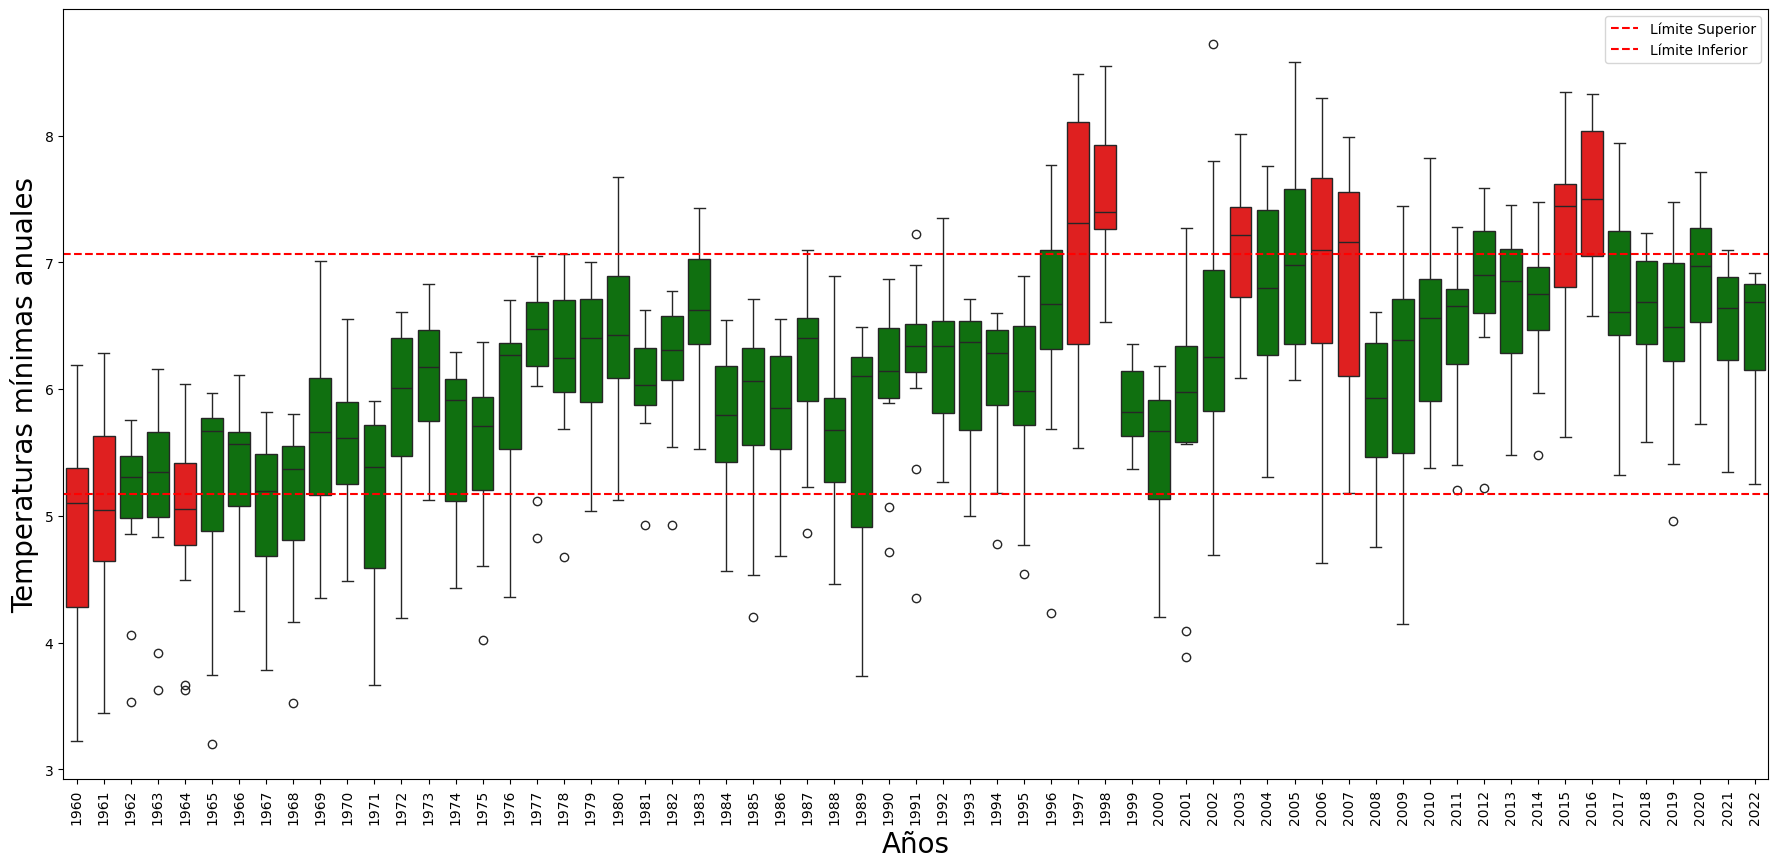 Límite Superior
Límite Inferior
Temperaturas mínimas anuales
8
7
6
5
4
3
1960 1961 1962 1963 1964 1965 1966 1967 1968 1969 1970 1971 1972 1973 1974 1975 1976 1977 1978 1979 1980 1981 1982 1983 1984 1985 1986 1987 1988 1989 1990 1991 1992 1993 1994 1995 1996 1997 1998 1999 2000 2001 2002 2003 2004 2005 2006 2007 2008 2009 2010 2011 2012 2013 2014 2015 2016 2017 2018 2019 2020 2021 2022
Años